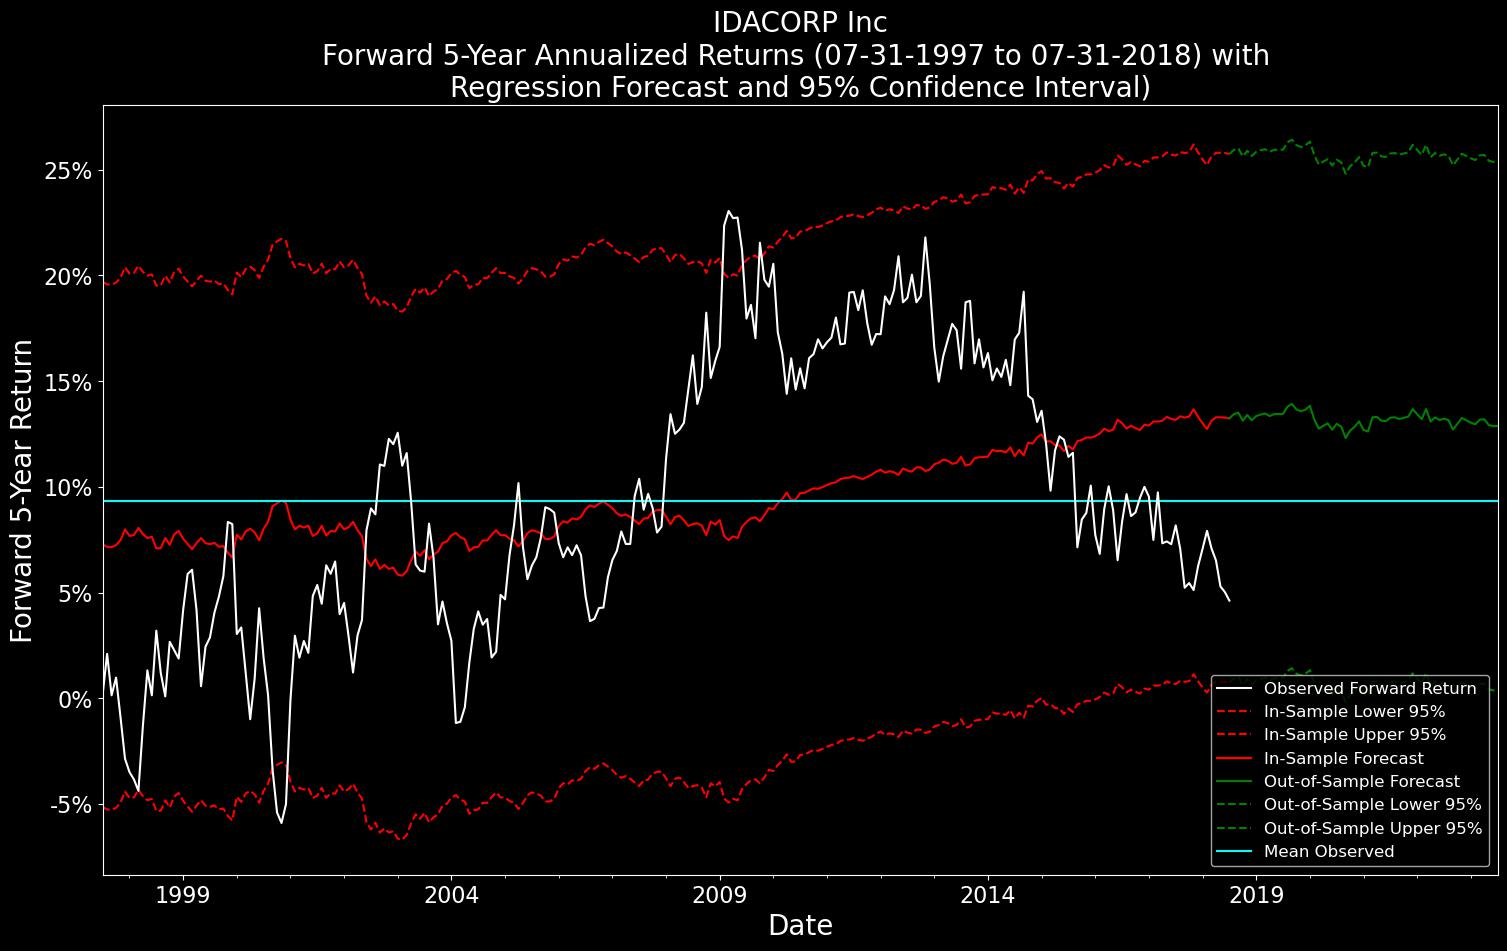 IDACORP Inc
Forward 5-Year Annualized Returns (07-31-1997 to 07-31-2018) with
Regression Forecast and 95% Confidence Interval)
Forward 5-Year Return
25%
20%
15%
10%
5%
0%
-5%
1999
2004
2009
2014
2019
Date
Observed Forward Return
In-Sample Lower 95%
In-Sample Upper 95%
In-Sample Forecast
Out-of-Sample Forecast
Out-of-Sample Lower 95%
Out-of-Sample Upper 95%
Mean Observed